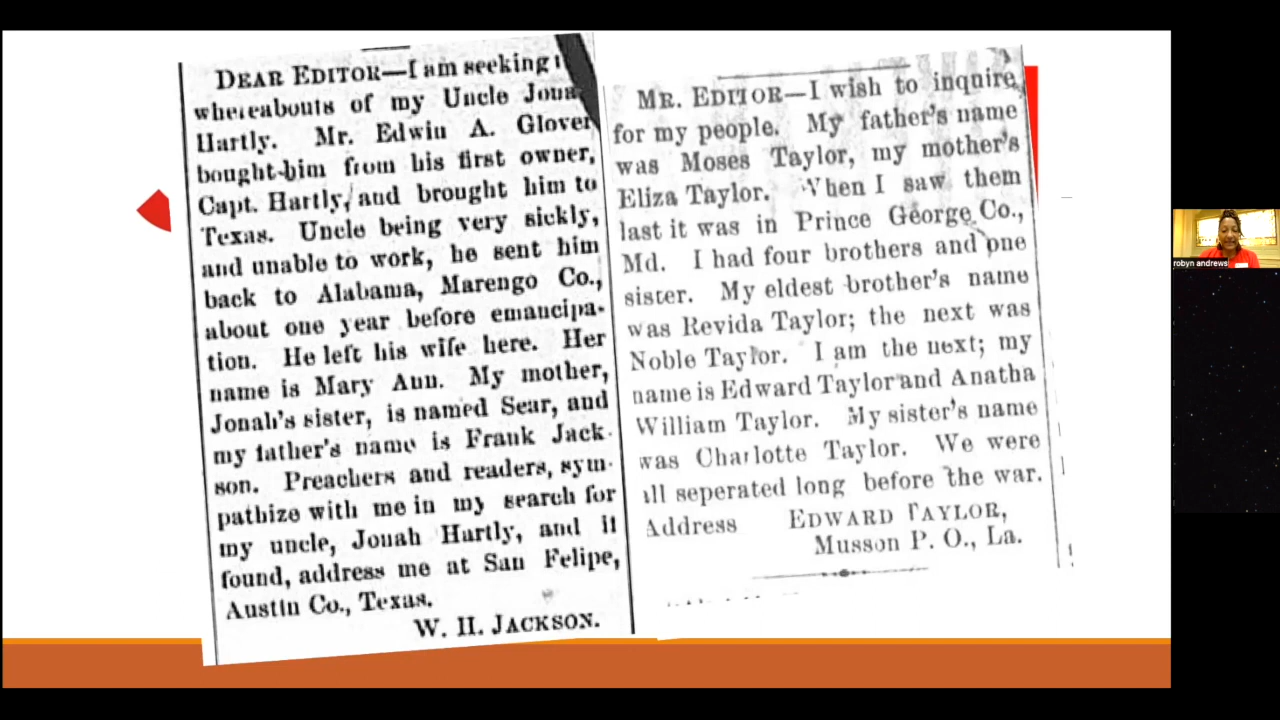 DEAR EDITOR—I am seeking
whereabouts of my Uncle Jona
Hartly. Mr. Edwin A. Glover
bought him from his first owner,
Capt. Hartly, and brought him to
Texas. Uncle being very sickly,
and unable to work, he sent him
back to Alabama, Marengo Co.,
about one year before emancipa-
tion. He left his wife here. Her
name is Mary Ann. My mother,
Jonah's sister, is named Sear, and
my father's name is Frank Jack-
son. Preachers and readers, sym-
pathize with me in my search for
my uncle, Jonah Hartly, and if
found, address me at San Felipe,
Austin Co., Texas.
W. H. JACKSON.
MR. EDITOR—I wish to inquire
for my people. My father's name
was Moses Taylor, my mother's
Eliza Taylor. When I saw them
last it was in Prince George Co.,
Md. I had four brothers and one
sister. My eldest brother's name
was Revida Taylor; the next was
Noble Taylor. I am the next; my
name is Edward Taylor and Anatha
William Taylor. My sister's name
was Charlotte Taylor. We were
all seperated long before the war.
Address EDWARD TAYLOR,
Musson P. O., La.
robyn andrews